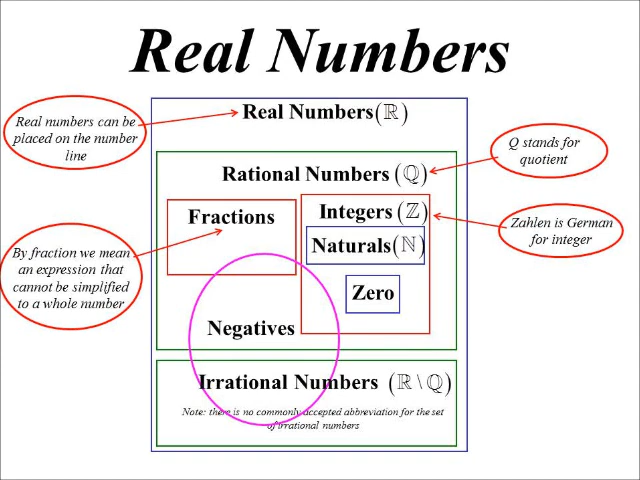 Real Numbers
Real numbers can be
placed on the number
line
Real Numbers(ℝ)
Rational Numbers (ℚ)
Q stands for
quotient
Fractions
Integers (ℤ)
Zahlen is German
for integer
Naturals(ℕ)
By fraction we mean
an expression that
cannot be simplified
to a whole number
Zero
Negatives
Irrational Numbers (ℝ \ ℚ)
Note: there is no commonly accepted abbreviation for the set
of irrational numbers